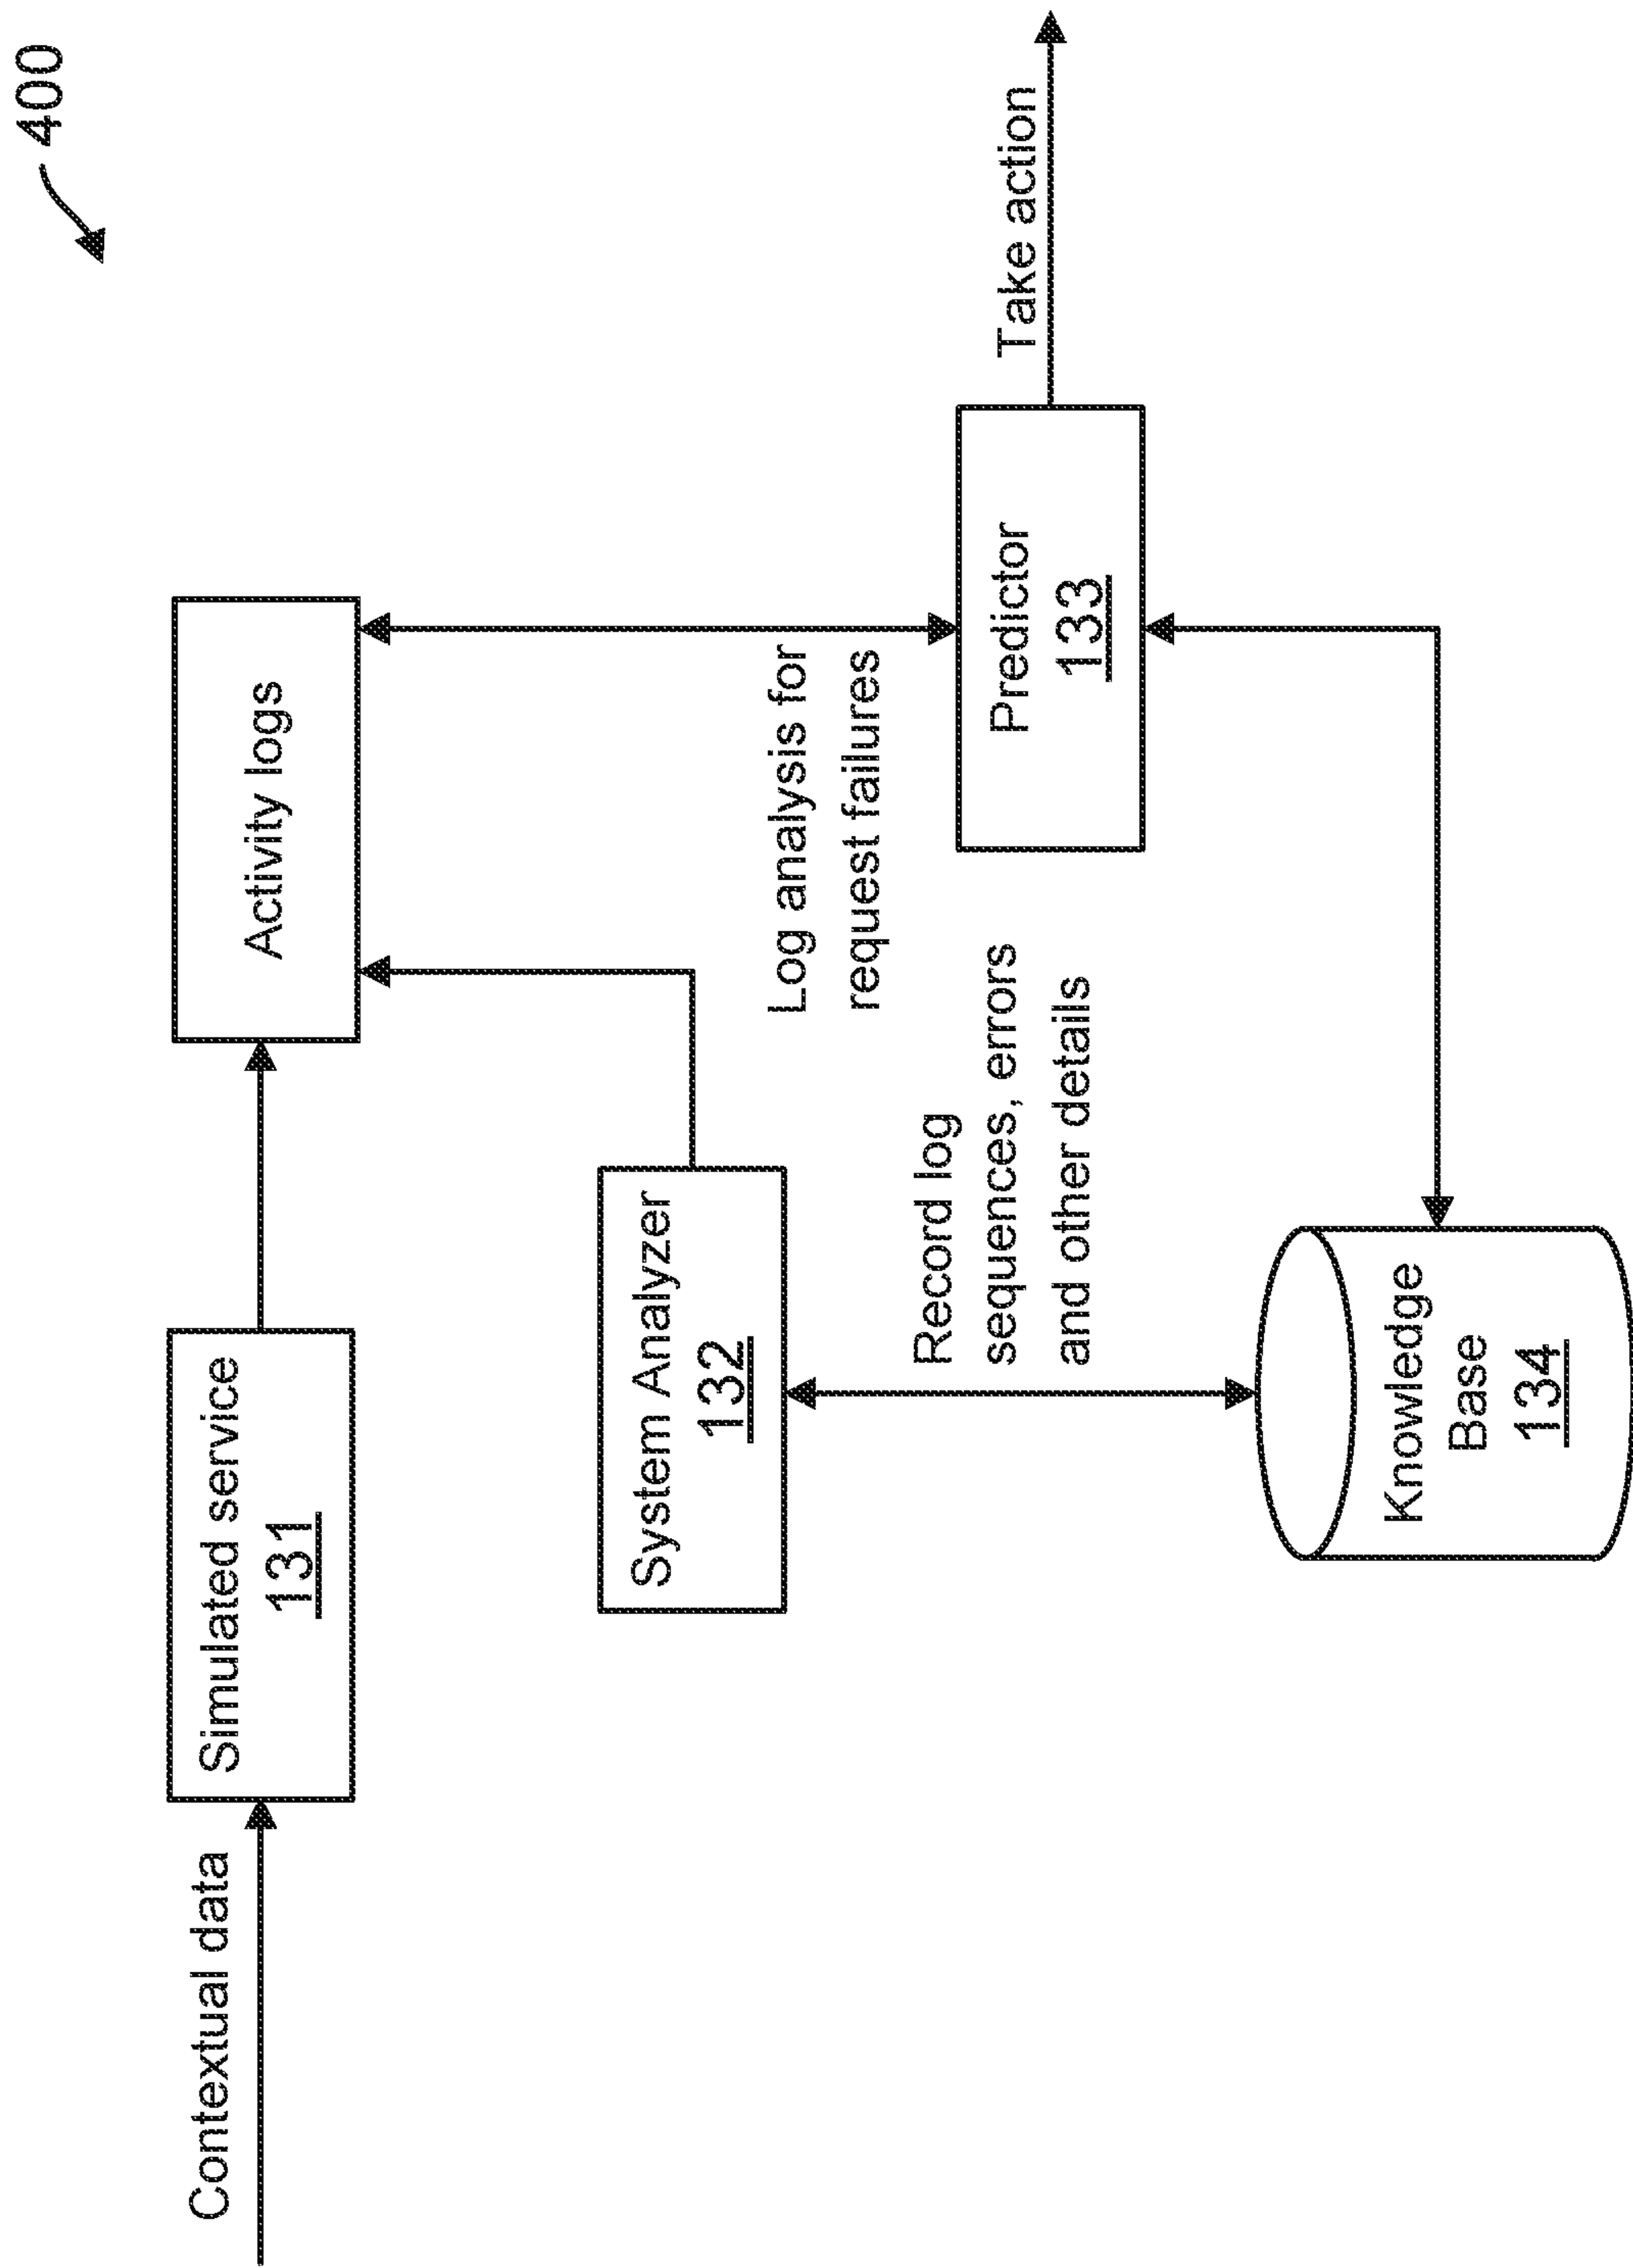 400
Contextual data
Simulated service
131
Activity logs
System Analyzer
132
Log analysis for
request failures
Record log
sequences, errors
and other details
Predictor
133
Take action
Knowledge
Base
134